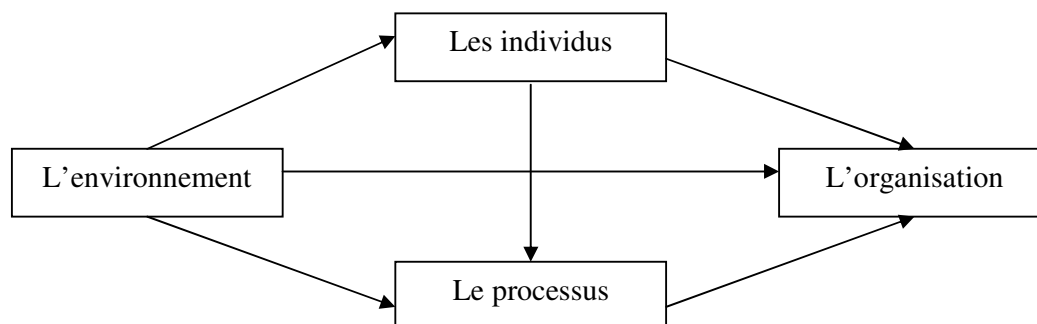 Les individus
L’environnement
L’organisation
Le processus